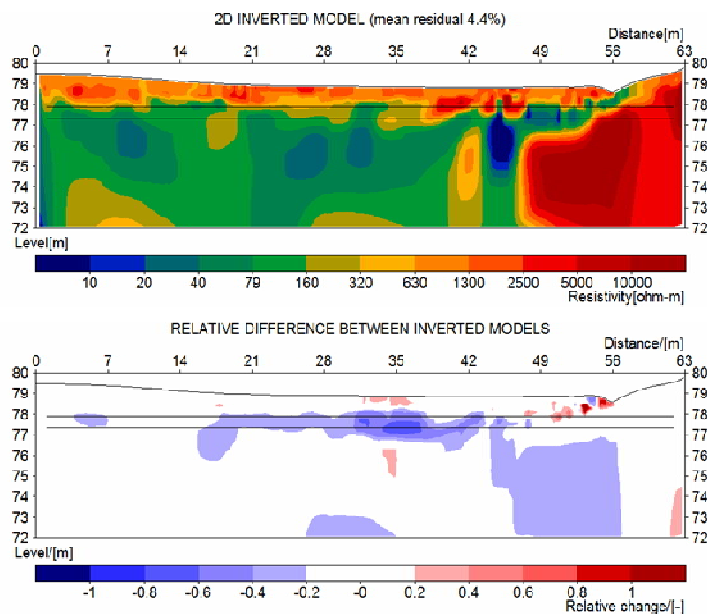 2D INVERTED MODEL (mean residual 4.4%)
Distance[m]
0 7 14 21 28 35 42 49 56 63
80 80
79 79
78 78
77 77
76 76
75 75
74 74
73 73
72 72
Level[m]
10 20 40 79 160 320 630 1300 2500 5000 10000
Resistivity[ohm-m]
RELATIVE DIFFERENCE BETWEEN INVERTED MODELS
Distance/[m]
0 7 14 21 28 35 42 49 56 63
80 80
79 79
78 78
77 77
76 76
75 75
74 74
73 73
72 72
Level/[m]
-1 -0.8 -0.6 -0.4 -0.2 -0 0.2 0.4 0.6 0.8 1
Relative change/[-]